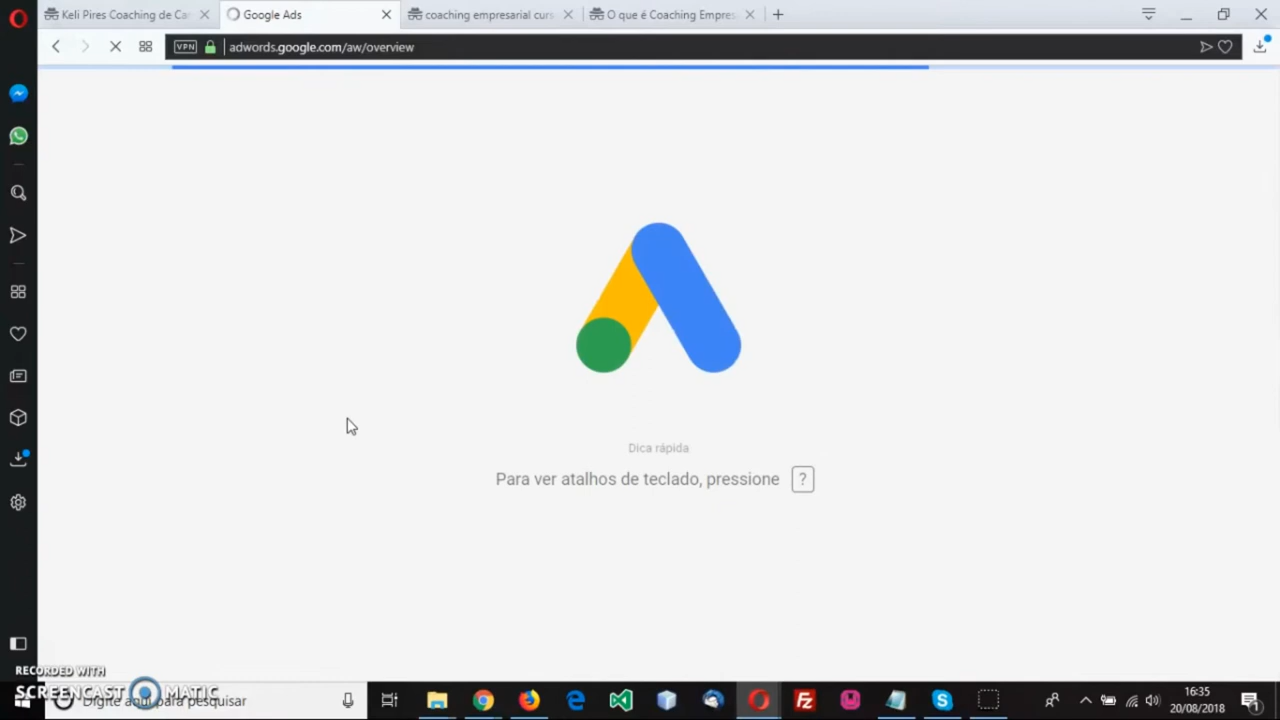 Keli Pires Coaching de Car
Google Ads
coaching empresarial curs
O que é Coaching Empres
VPN
adwords.google.com/aw/overview
Dica rápida
Para ver atalhos de teclado, pressione ?
RECORDED WITH
SCREENCAST MATIC
Digite aqui para pesquisar
16:35
20/08/2018
1